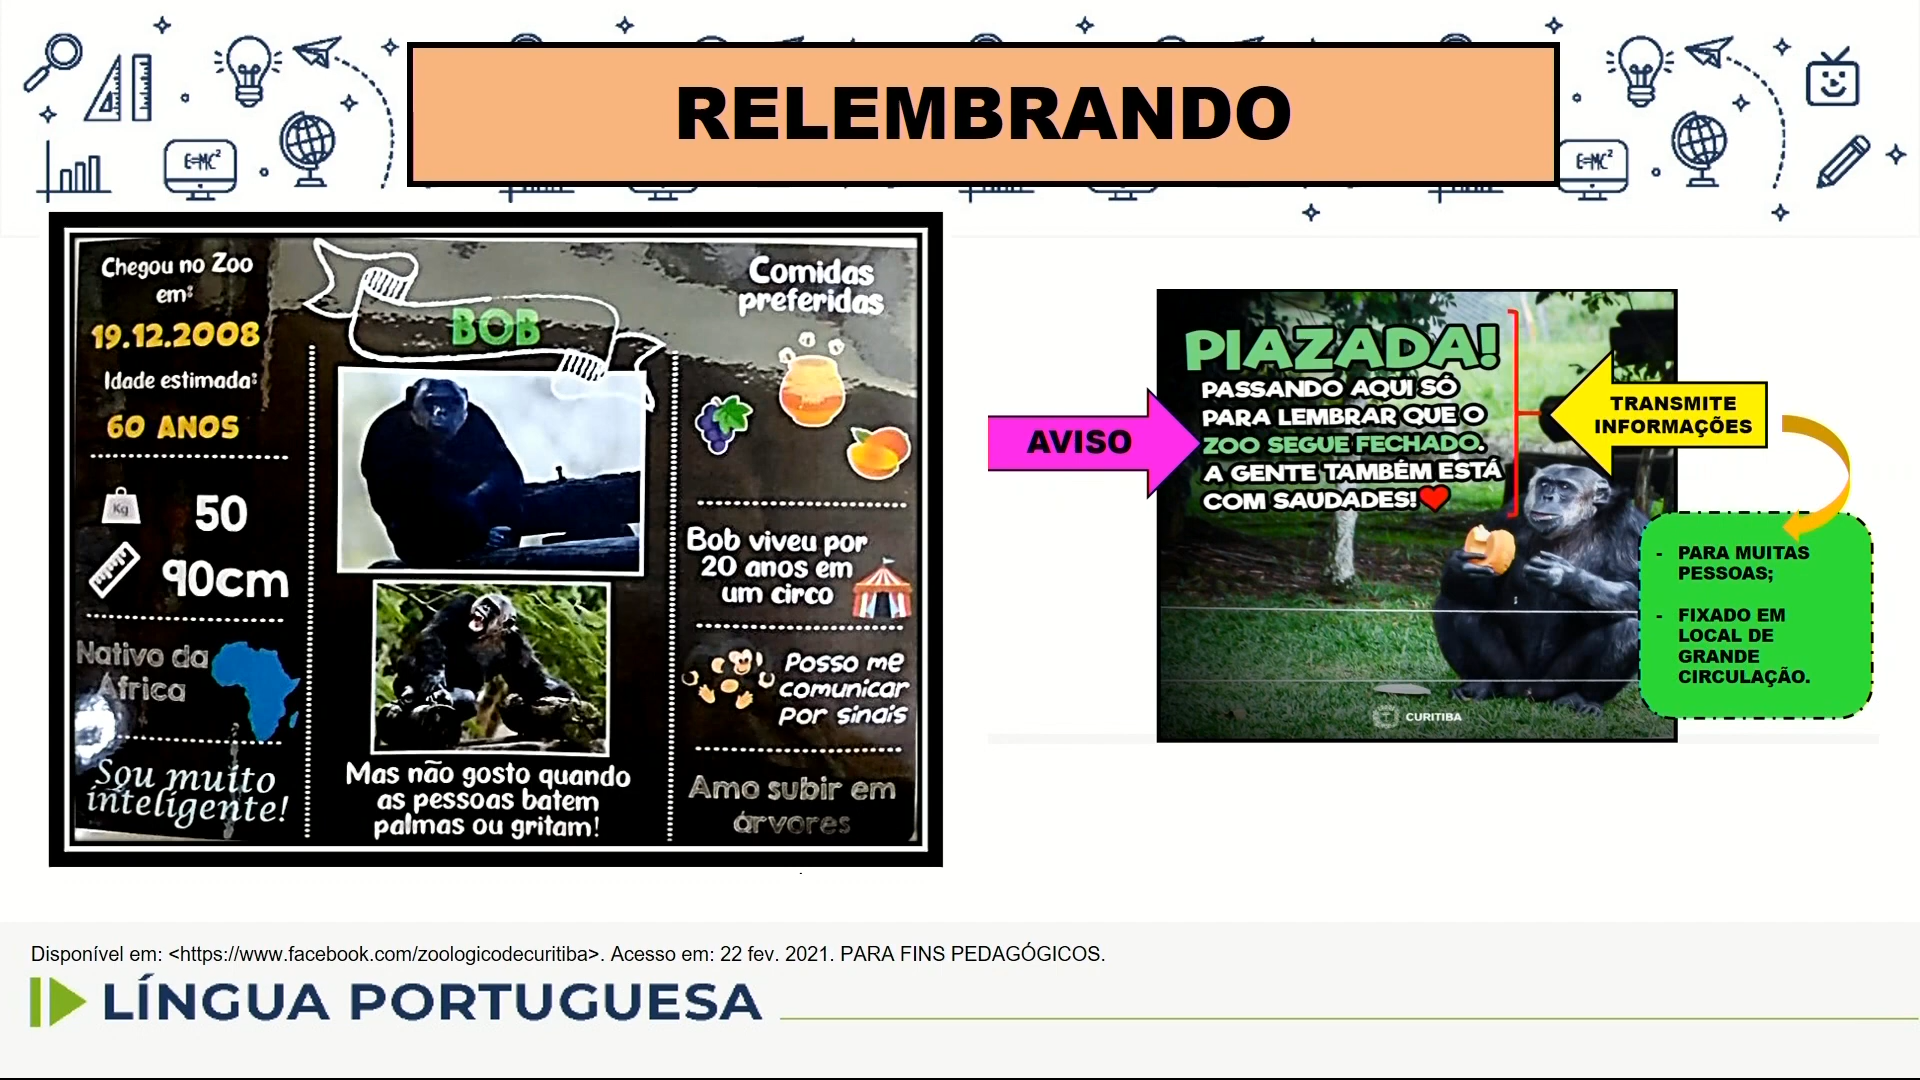 RELEMBRANDO
E=MC²
E=MC²
Chegou no Zoo
em:
19.12.2008
Idade estimada:
60 ANOS
Kg
50
90cm
Nativo da
África
Sou muito
inteligente!
BOB
Mas não gosto quando
as pessoas batem
palmas ou gritam!
Comidas
preferidas
Bob viveu por
20 anos em
um circo
Posso me
comunicar
por sinais
Amo subir em
árvores
AVISO
PIAZADA!
PASSANDO AQUI SÓ
PARA LEMBRAR QUE O
ZOO SEGUE FECHADO.
A GENTE TAMBÉM ESTÁ
COM SAUDADES!
CURITIBA
TRANSMITE
INFORMAÇÕES
- PARA MUITAS
PESSOAS;
- FIXADO EM
LOCAL DE
GRANDE
CIRCULAÇÃO.
Disponível em: <https://www.facebook.com/zoologicodecuritiba>. Acesso em: 22 fev. 2021. PARA FINS PEDAGÓGICOS.
LÍNGUA PORTUGUESA